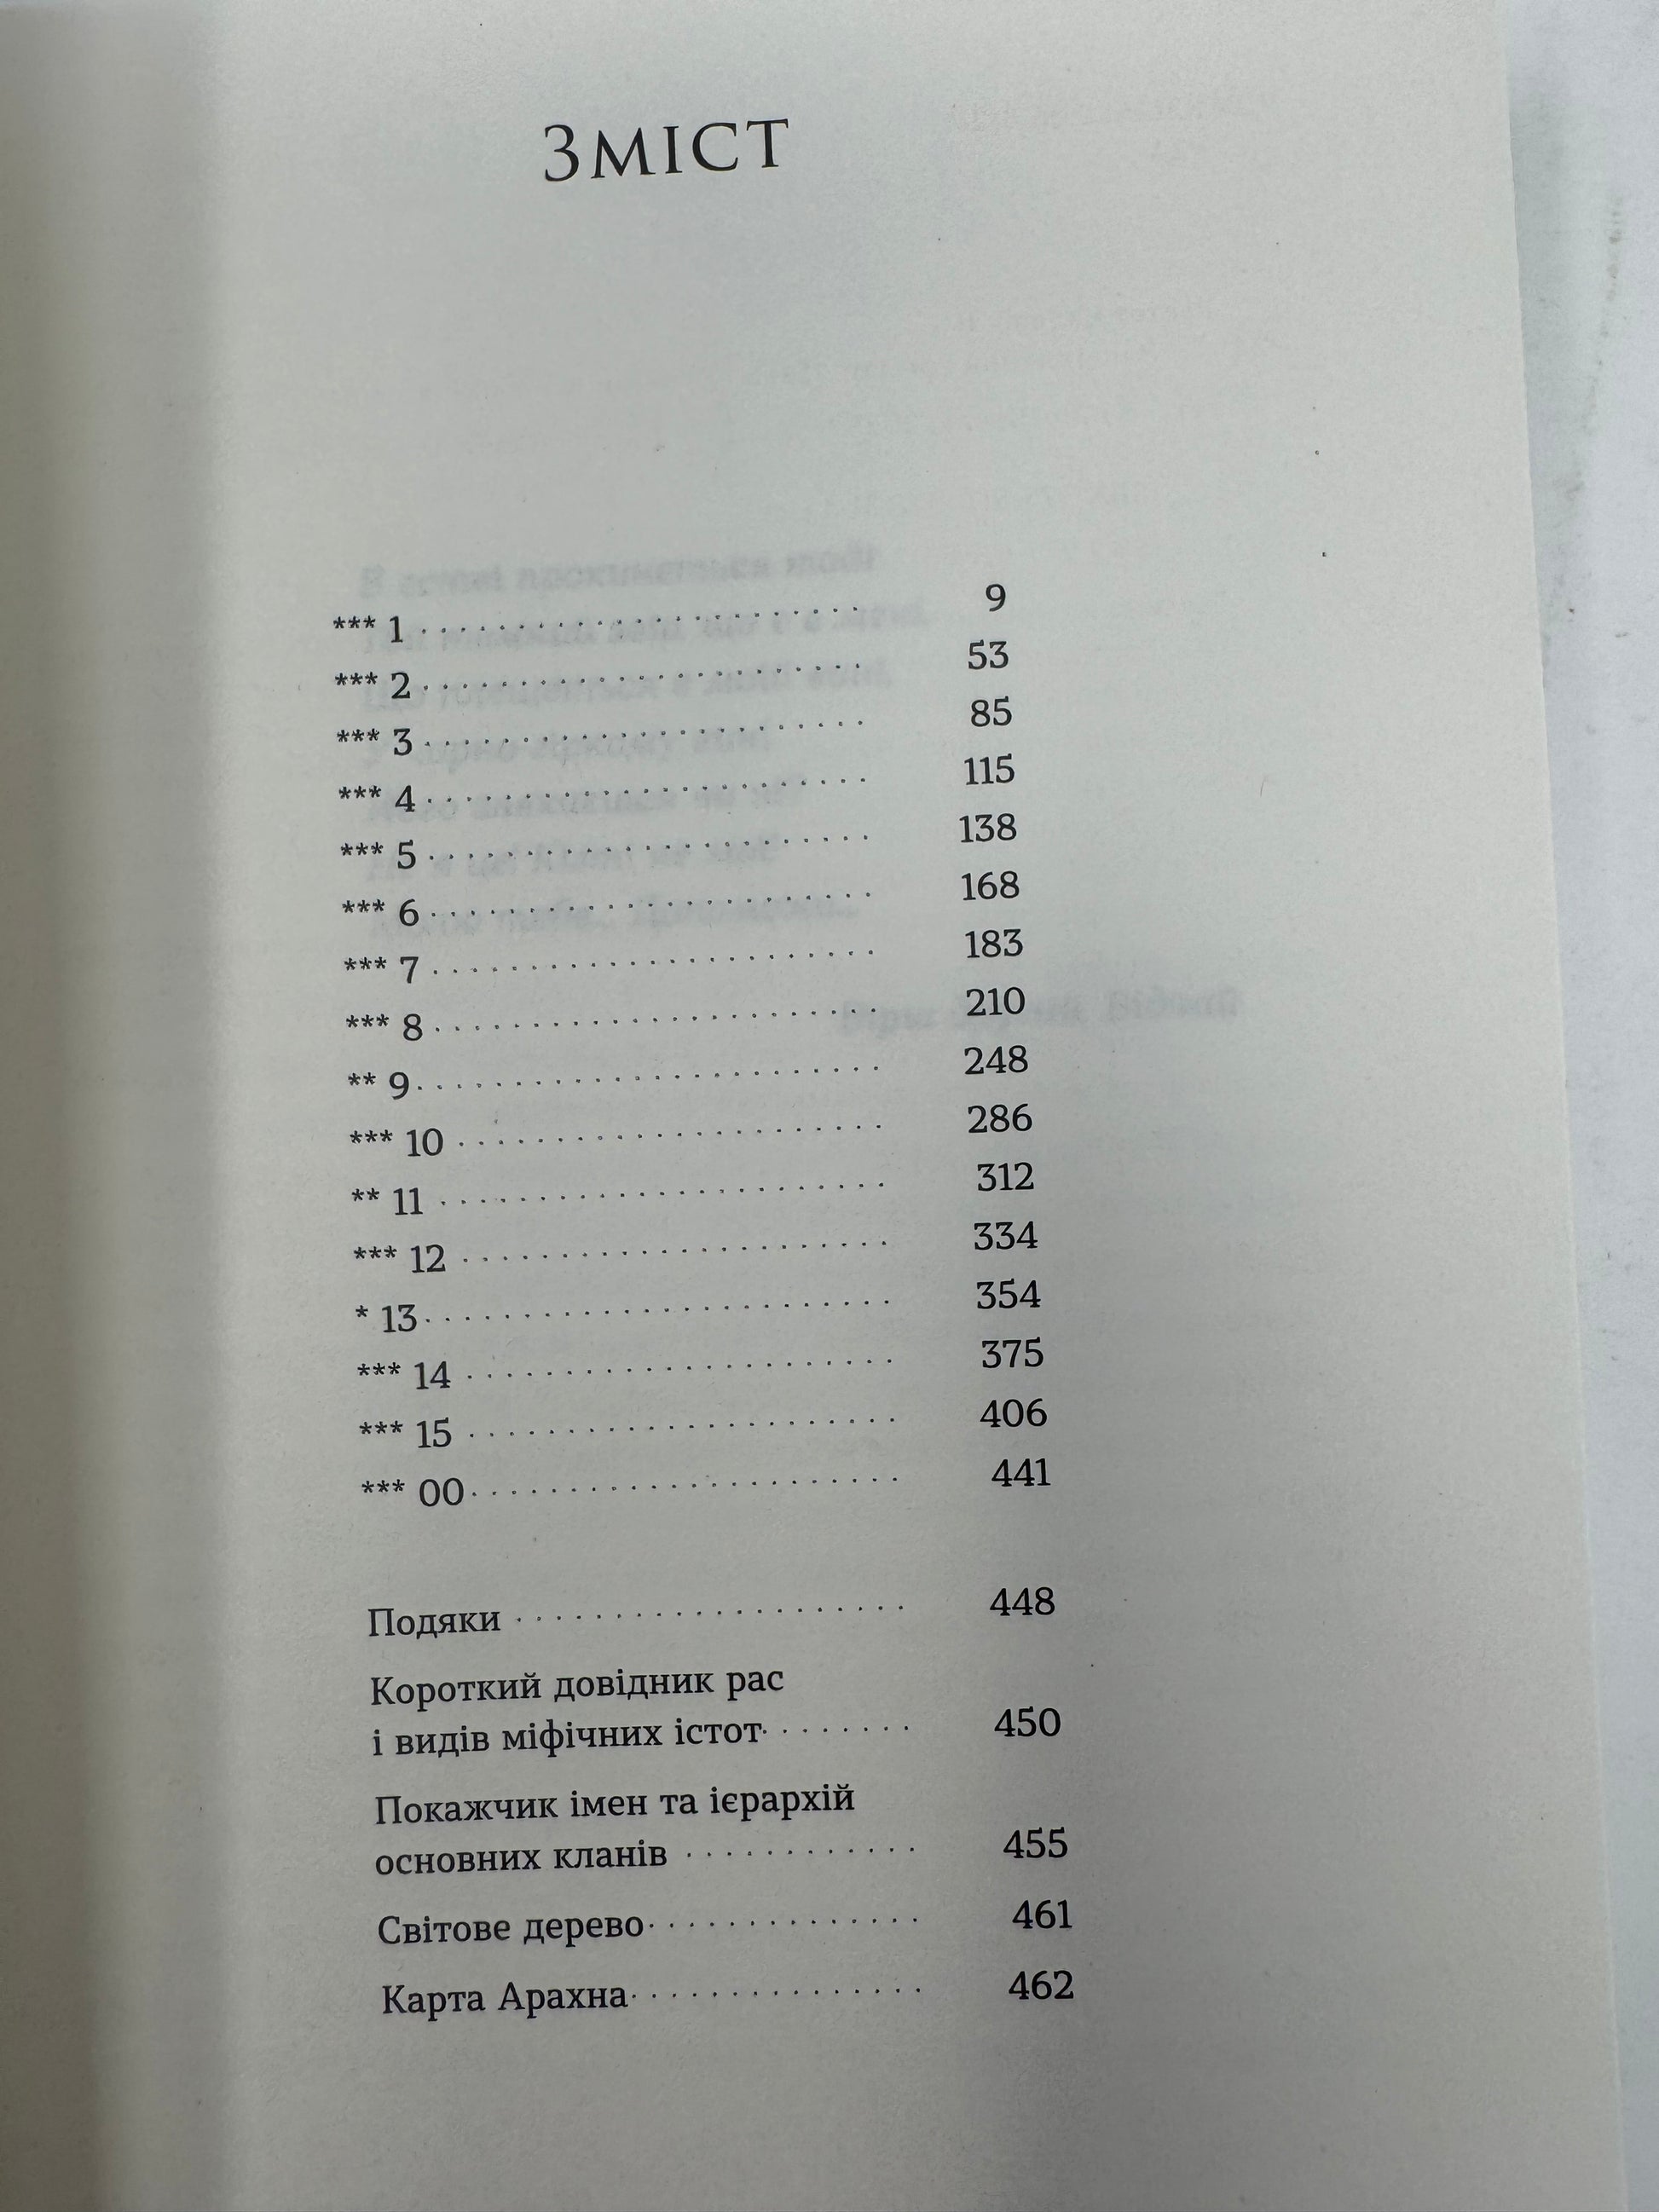 ЗМІСТ
*** 1 . . . . . . . . . . . . . . . . . . . . . . 9
*** 2 . . . . . . . . . . . . . . . . . . . . . . 53
*** 3 . . . . . . . . . . . . . . . . . . . . . . 85
*** 4 . . . . . . . . . . . . . . . . . . . . . . 115
*** 5 . . . . . . . . . . . . . . . . . . . . . . 138
*** 6 . . . . . . . . . . . . . . . . . . . . . . 168
*** 7 . . . . . . . . . . . . . . . . . . . . . . 183
*** 8 . . . . . . . . . . . . . . . . . . . . . . 210
** 9 . . . . . . . . . . . . . . . . . . . . . . . 248
*** 10 . . . . . . . . . . . . . . . . . . . . . 286
** 11 . . . . . . . . . . . . . . . . . . . . . . 312
*** 12 . . . . . . . . . . . . . . . . . . . . . 334
* 13 . . . . . . . . . . . . . . . . . . . . . . . 354
*** 14 . . . . . . . . . . . . . . . . . . . . . 375
*** 15 . . . . . . . . . . . . . . . . . . . . . 406
*** 00 . . . . . . . . . . . . . . . . . . . . . 441
Подяки . . . . . . . . . . . . . . . . . . . 448
Короткий довідник рас
і видів міфічних істот . . . . . . . 450
Покажчик імен та ієрархій
основних кланів . . . . . . . . . . . 455
Світове дерево . . . . . . . . . . . . . 461
Карта Арахна . . . . . . . . . . . . . . 462